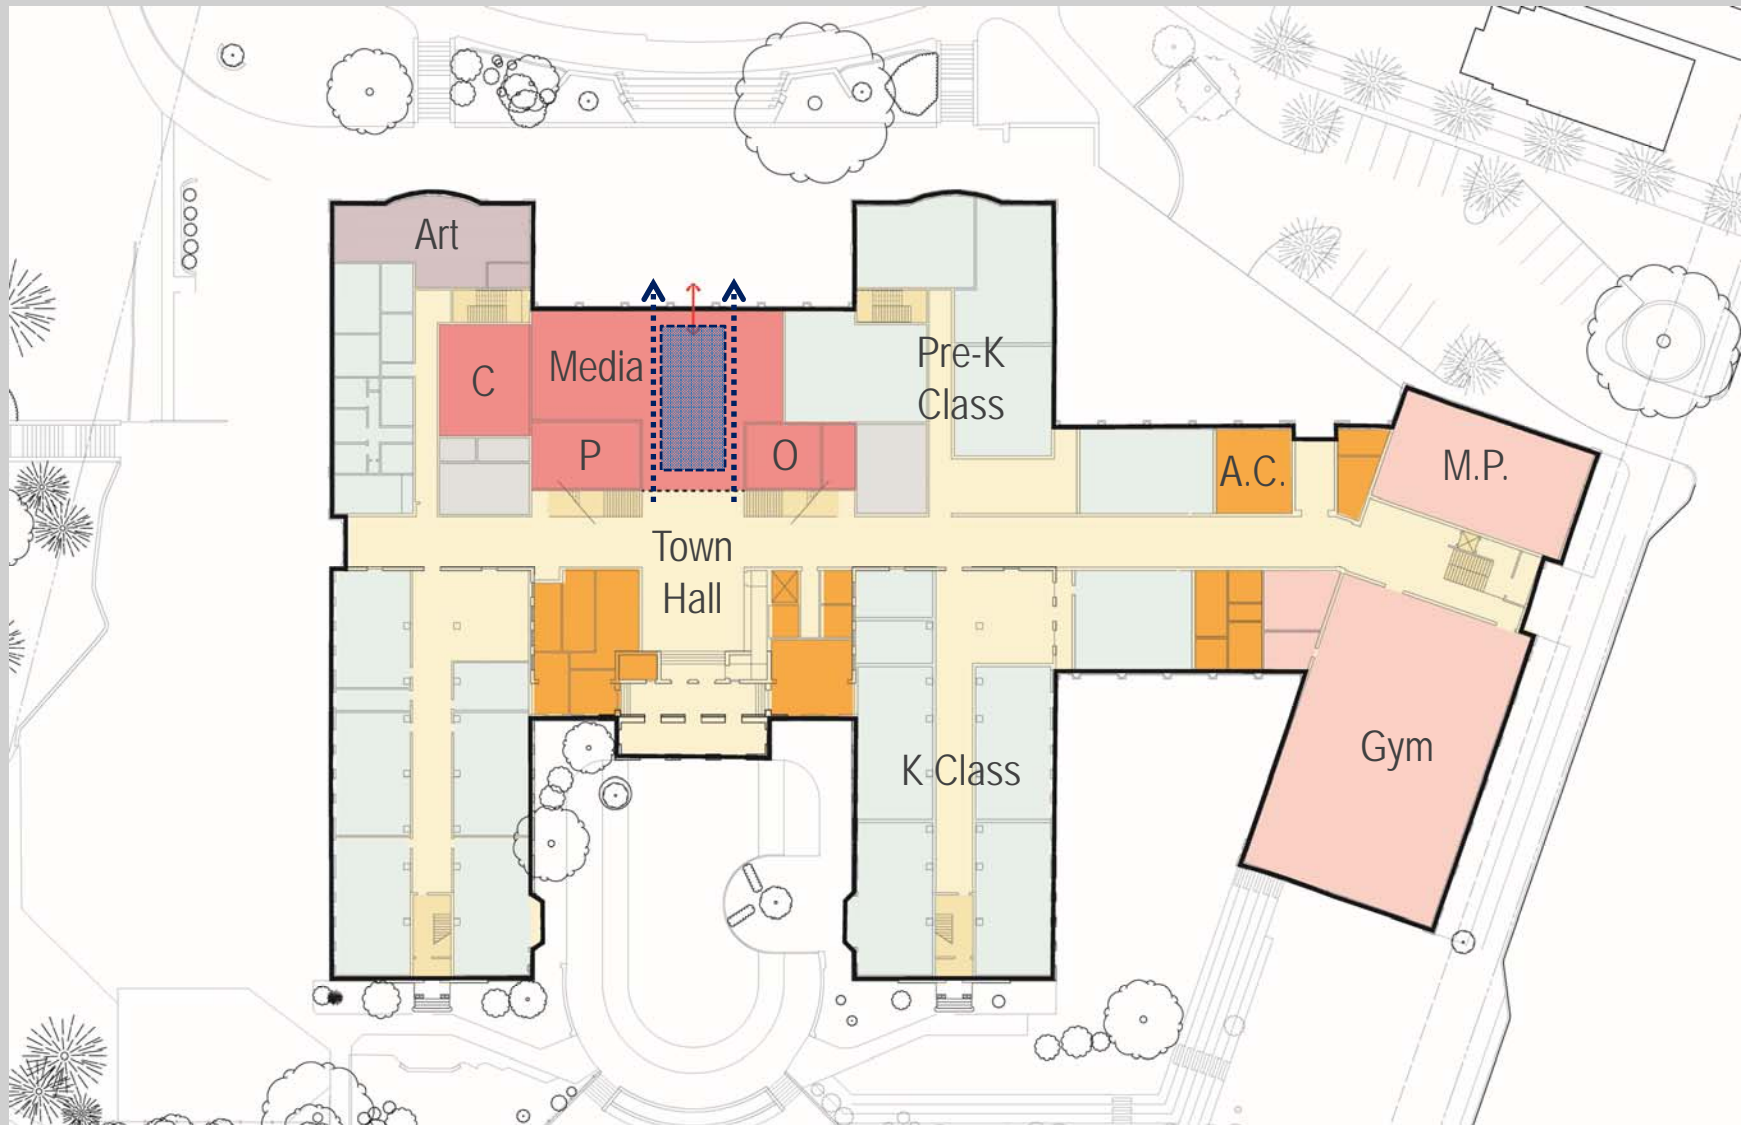 Art
C
Media
Pre-K
Class
P
O
A.C.
M.P.
Town
Hall
K Class
Gym